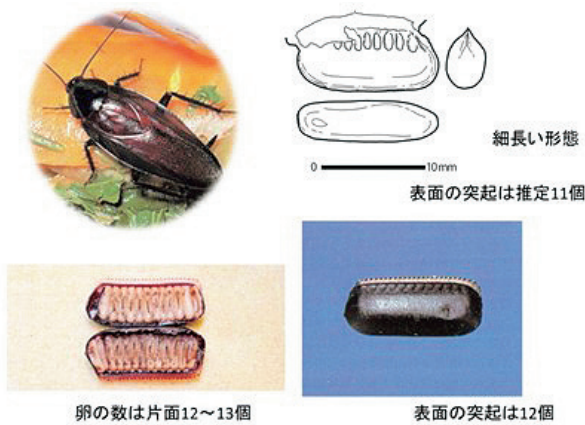 細長い形態
0 10mm
表面の突起は推定11個
卵の数は片面12～13個
表面の突起は12個